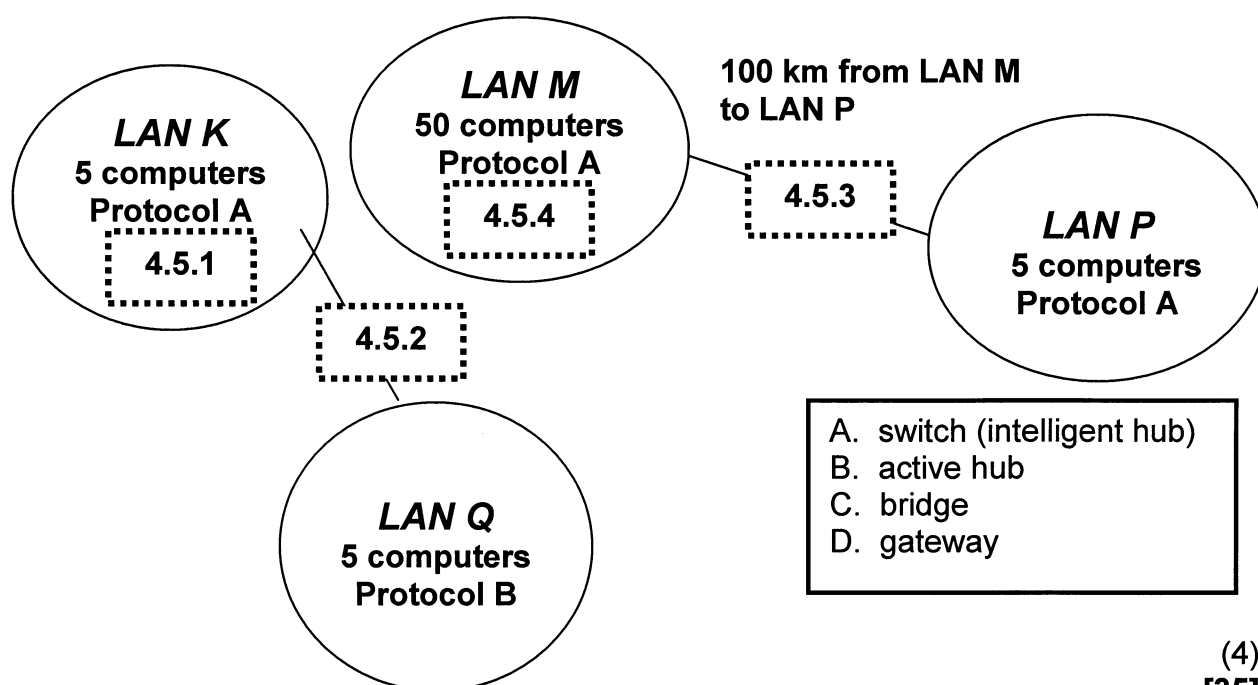 LAN K
5 computers
Protocol A
4.5.1
LAN M
50 computers
Protocol A
4.5.4
100 km from LAN M
to LAN P
4.5.3
LAN P
5 computers
Protocol A
4.5.2
LAN Q
5 computers
Protocol B
A. switch (intelligent hub)
B. active hub
C. bridge
D. gateway
(4)